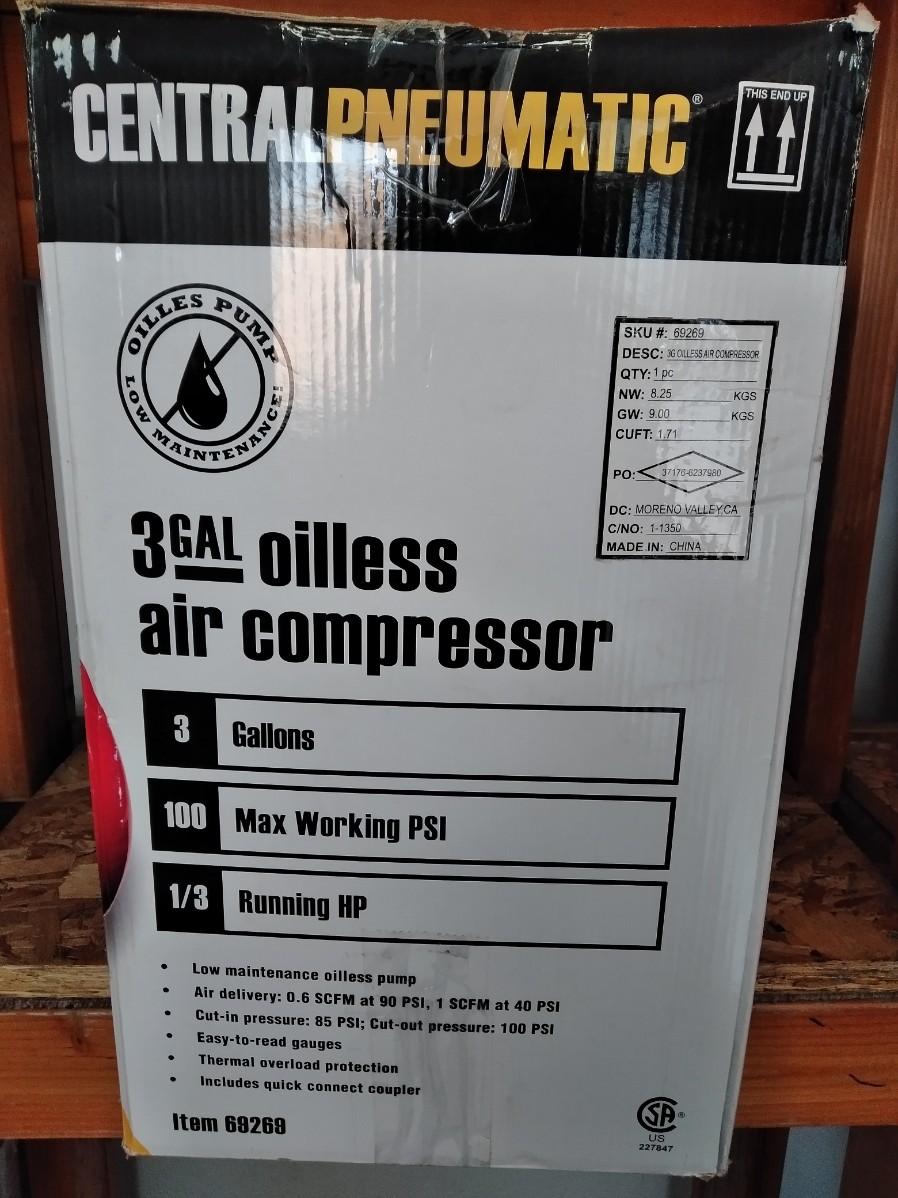 CENTRALPNEUMATIC®
THIS END UP
OILLES PUMP
LOW MAINTENANCE!
SKU #: 69269
DESC: 3G OILLESS AIR COMPRESSOR
QTY: 1 pc
NW: 8.25 KGS
GW: 9.00 KGS
CUFT: 1.71
PO: 37176-6237980
DC: MORENO VALLEY,CA
C/NO: 1-1350
MADE IN: CHINA
3GAL oilless
air compressor
3 Gallons
100 Max Working PSI
1/3 Running HP
• Low maintenance oilless pump
• Air delivery: 0.6 SCFM at 90 PSI, 1 SCFM at 40 PSI
• Cut-in pressure: 85 PSI; Cut-out pressure: 100 PSI
• Easy-to-read gauges
• Thermal overload protection
• Includes quick connect coupler
Item 69269
SA®
US
227847